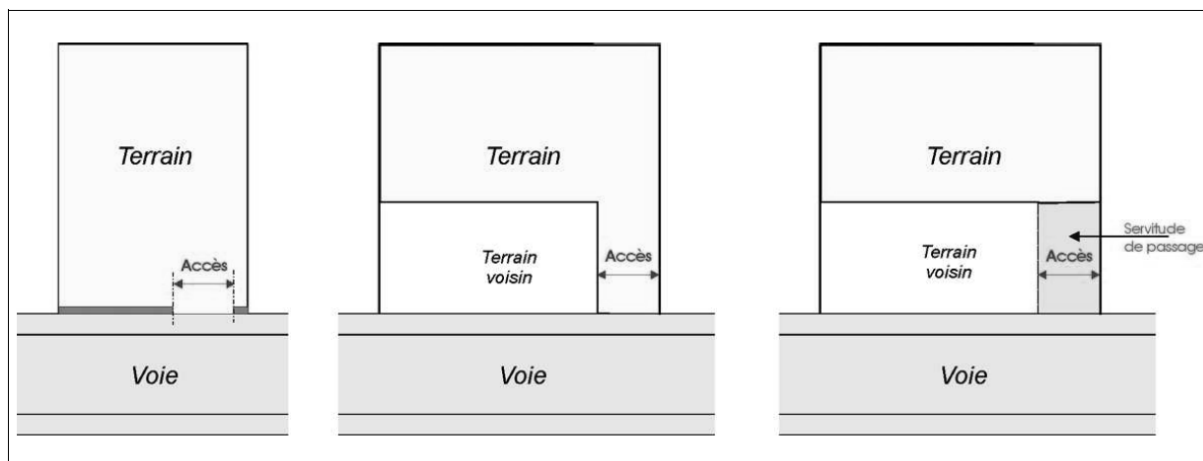 Terrain
Accès
Voie
Terrain
Terrain
voisin
Accès
Voie
Terrain
Terrain
voisin
Accès
Servitude
de passage
Voie